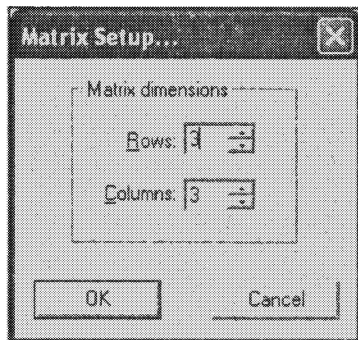 Matrix Setup...
Matrix dimensions
Rows: 3
Columns: 3
OK
Cancel